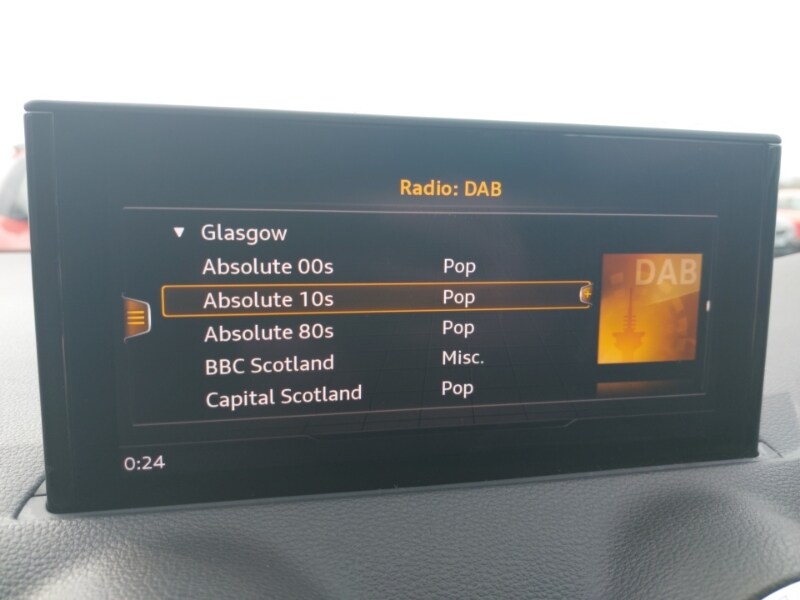 Radio: DAB
▼ Glasgow
Absolute 00s Pop
Absolute 10s Pop
Absolute 80s Pop
BBC Scotland Misc.
Capital Scotland Pop
DAB
0:24